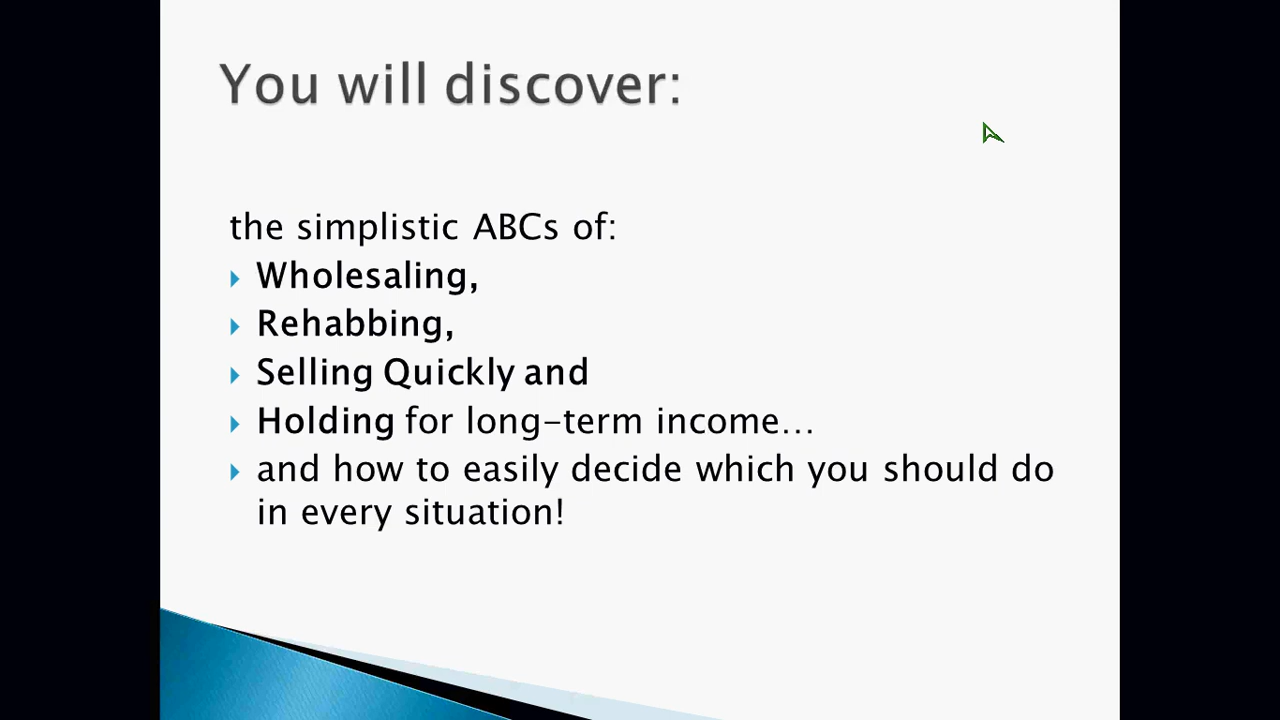 You will discover:
the simplistic ABCs of:
Wholesaling,
Rehabbing,
Selling Quickly and
Holding for long-term income...
and how to easily decide which you should do
in every situation!